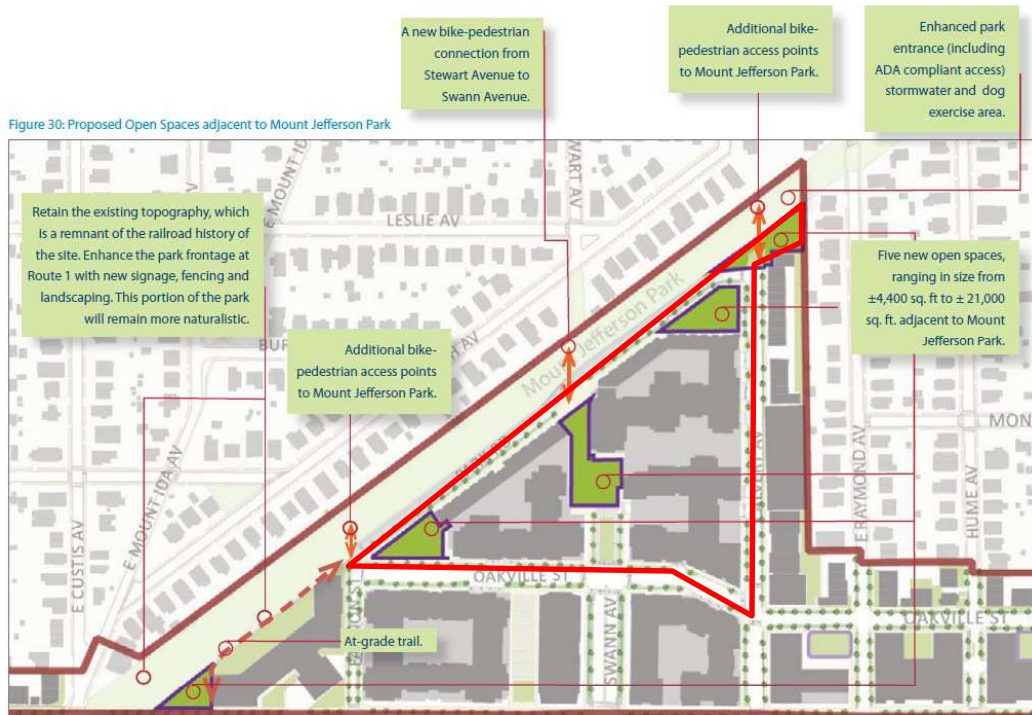 A new bike-pedestrian
connection from
Stewart Avenue to
Swann Avenue.
Additional bike-
pedestrian access points
to Mount Jefferson Park.
Enhanced park
entrance (including
ADA compliant access)
stormwater and dog
exercise area.
Figure 30: Proposed Open Spaces adjacent to Mount Jefferson Park
Retain the existing topography, which
is a remnant of the railroad history of
the site. Enhance the park frontage at
Route 1 with new signage, fencing and
landscaping. This portion of the park
will remain more naturalistic.
LESLIE AV
Five new open spaces,
ranging in size from
±4,400 sq. ft to ± 21,000
sq. ft. adjacent to Mount
Jefferson Park.
Mount Jefferson Park
Additional bike-
pedestrian access points
to Mount Jefferson Park.
E CUSTIS AV
E MOUNT IDA AV
E RAYMOND AV
HUME AV
OAKVILLE ST
SWANN AV
OAKVILLE ST
At-grade trail.